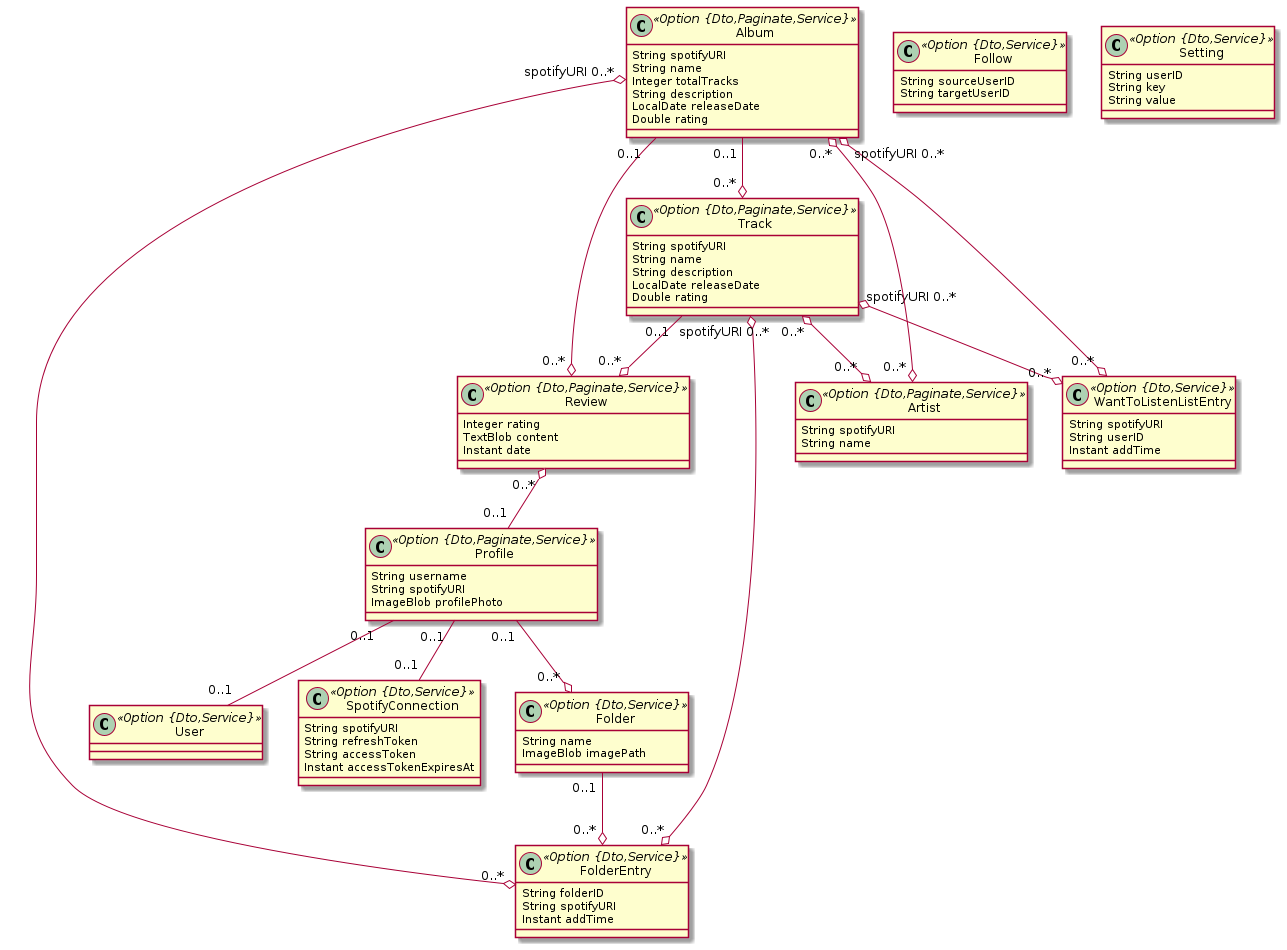 C «Option {Dto,Paginate,Service}»
Album
String spotifyURI
String name
Integer totalTracks
String description
LocalDate releaseDate
Double rating
C «Option {Dto,Service}»
Follow
String sourceUserID
String targetUserID
C «Option {Dto,Service}»
Setting
String userID
String key
String value
spotifyURI 0..*
0..1
0..1
0..*
spotifyURI 0..*
0..*
C «Option {Dto,Paginate,Service}»
Track
String spotifyURI
String name
String description
LocalDate releaseDate
Double rating
spotifyURI 0..*
0..1
spotifyURI 0..*
0..*
0..*
0..*
0..*
0..*
0..*
0..*
C «Option {Dto,Paginate,Service}»
Review
Integer rating
TextBlob content
Instant date
C «Option {Dto,Paginate,Service}»
Artist
String spotifyURI
String name
C «Option {Dto,Service}»
WantToListenListEntry
String spotifyURI
String userID
Instant addTime
0..*
0..1
C «Option {Dto,Paginate,Service}»
Profile
String username
String spotifyURI
ImageBlob profilePhoto
0..1
0..1
0..1
0..1
0..1
0..*
C «Option {Dto,Service}»
User
C «Option {Dto,Service}»
SpotifyConnection
String spotifyURI
String refreshToken
String accessToken
Instant accessTokenExpiresAt
C «Option {Dto,Service}»
Folder
String name
ImageBlob imagePath
0..1
0..*
0..*
0..*
C «Option {Dto,Service}»
FolderEntry
String folderID
String spotifyURI
Instant addTime